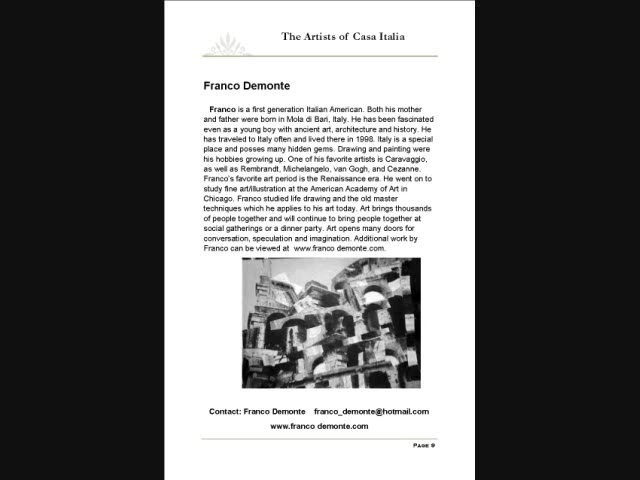 The Artists of Casa Italia
Franco Demonte
Franco is a first generation Italian American. Both his mother
and father were born in Mola di Bari, Italy. He has been fascinated
even as a young boy with ancient art, architecture and history. He
has traveled to Italy often and lived there in 1998. Italy is a special
place and posses many hidden gems. Drawing and painting were
his hobbies growing up. One of his favorite artists is Caravaggio,
as well as Rembrandt, Michelangelo, van Gogh, and Cezanne.
Franco's favorite art period is the Renaissance era. He went on to
study fine art/illustration at the American Academy of Art in
Chicago. Franco studied life drawing and the old master
techniques which he applies to his art today. Art brings thousands
of people together and will continue to bring people together at
social gatherings or a dinner party. Art opens many doors for
conversation, speculation and imagination. Additional work by
Franco can be viewed at www.franco demonte.com.
Contact: Franco Demonte franco_demonte@hotmail.com
www.franco demonte.com